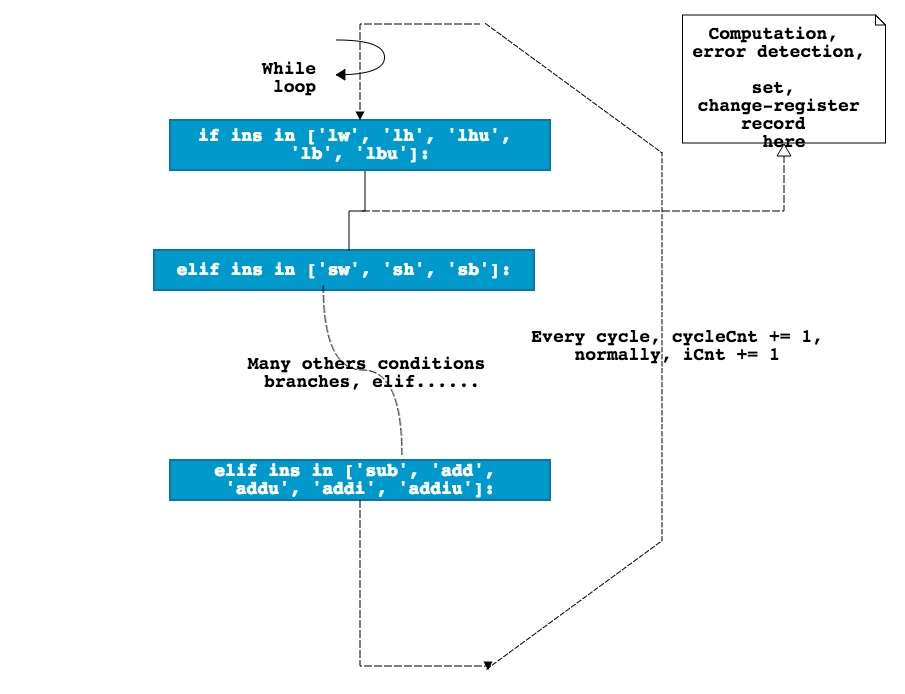 Computation,
error detection,
set,
change-register
record
here
While
loop
if ins in ['lw', 'lh', 'lhu',
'lb', 'lbu']:
elif ins in ['sw', 'sh', 'sb']:
Every cycle, cycleCnt += 1,
normally, iCnt += 1
Many others conditions
branches, elif......
elif ins in ['sub', 'add',
'addu', 'addi', 'addiu']: